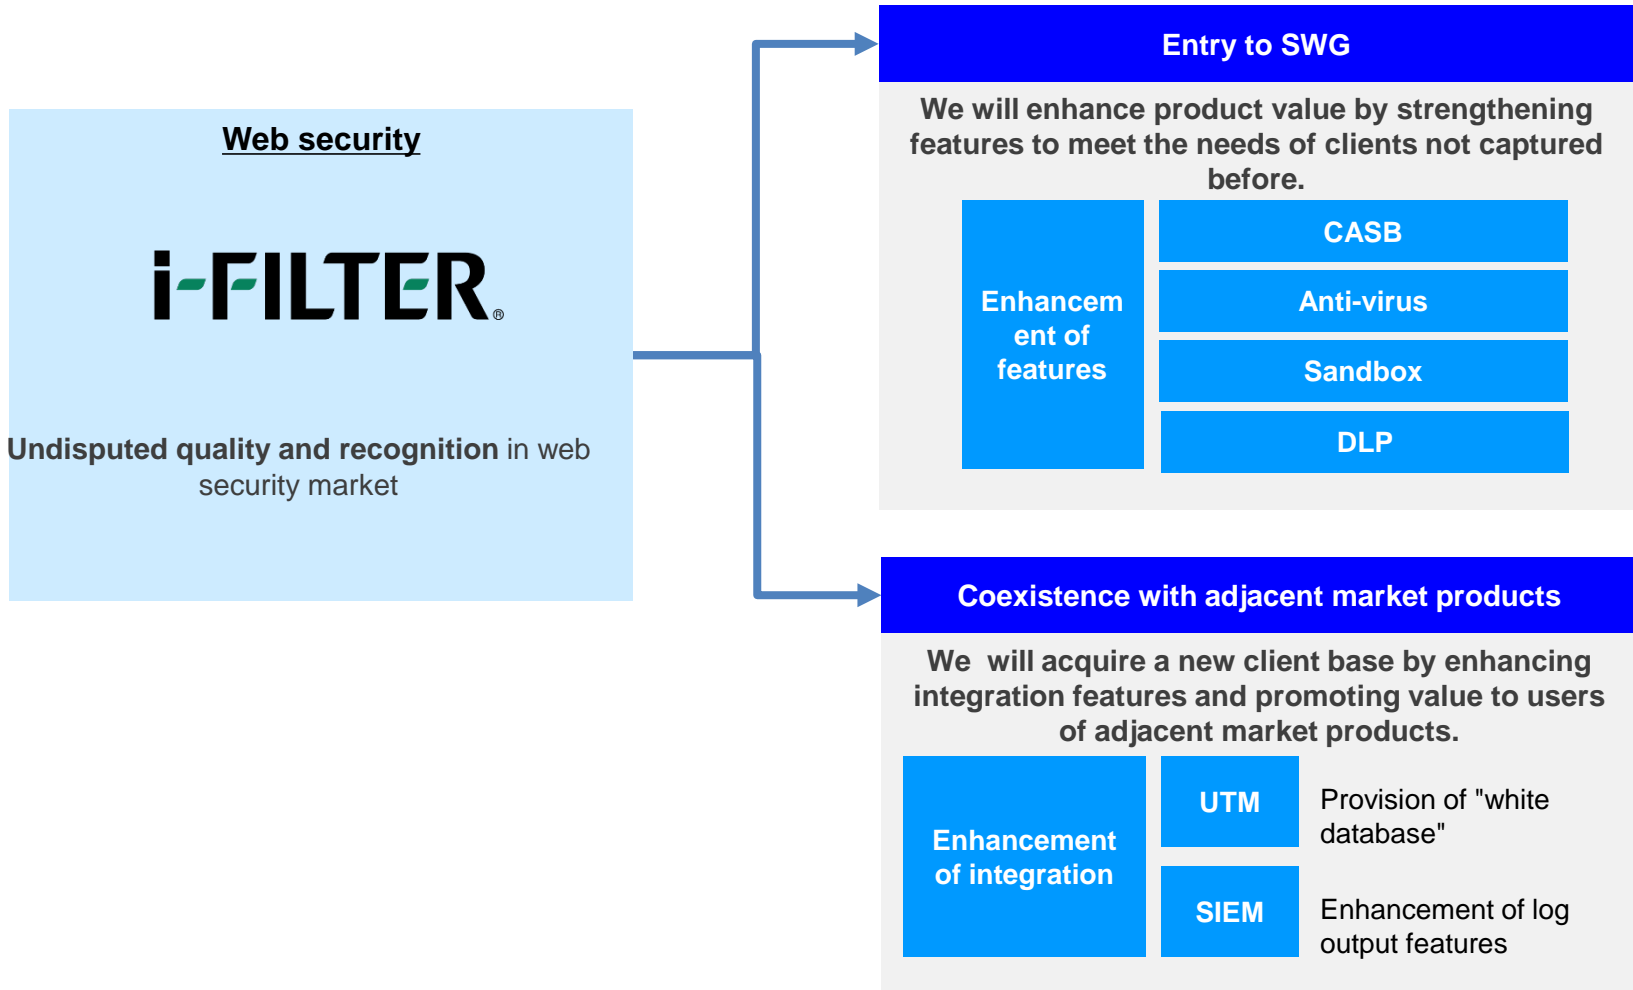 Web security
i-FILTER®
Undisputed quality and recognition in web
security market
Entry to SWG
We will enhance product value by strengthening
features to meet the needs of clients not captured
before.
Enhancem
ent of
features
CASB
Anti-virus
Sandbox
DLP
Coexistence with adjacent market products
We  will acquire a new client base by enhancing
integration features and promoting value to users
of adjacent market products.
Enhancement
of integration
UTM
Provision of "white
database"
SIEM
Enhancement of log
output features